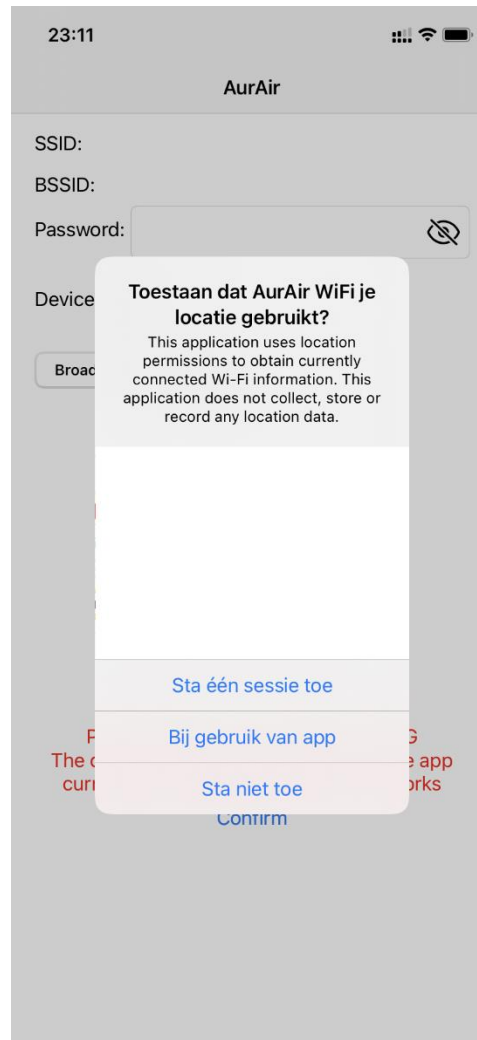 23:11
AurAir
SSID:
BSSID:
Password:
Device
Toestaan dat AurAir WiFi je
locatie gebruikt?
This application uses location
permissions to obtain currently
connected Wi-Fi information. This
application does not collect, store or
record any location data.
Sta één sessie toe
Bij gebruik van app
The app
Sta niet toe
Confirm